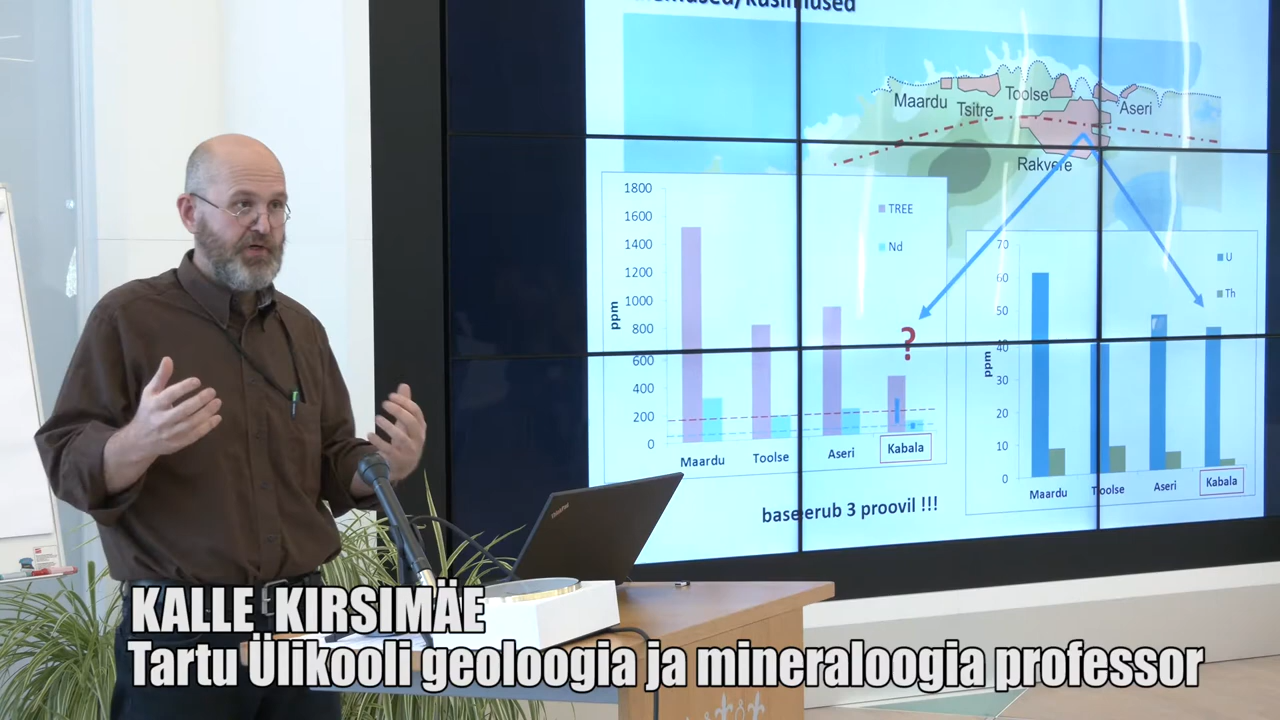 Maardu
Tsitre
Toolse
Aseri
Rakvere
1800
1600
1400
1200
1000
800
600
400
200
0
ppm
TREE
Nd
?
Maardu
Toolse
Aseri
Kabala
70
60
50
40
30
20
10
0
ppm
U
Th
Maardu
Toolse
Aseri
Kabala
baseerub 3 proovil !!!
ThinkPad
KALLE KIRSIMÄE
Tartu Ülikooli geoloogia ja mineraloogia professor